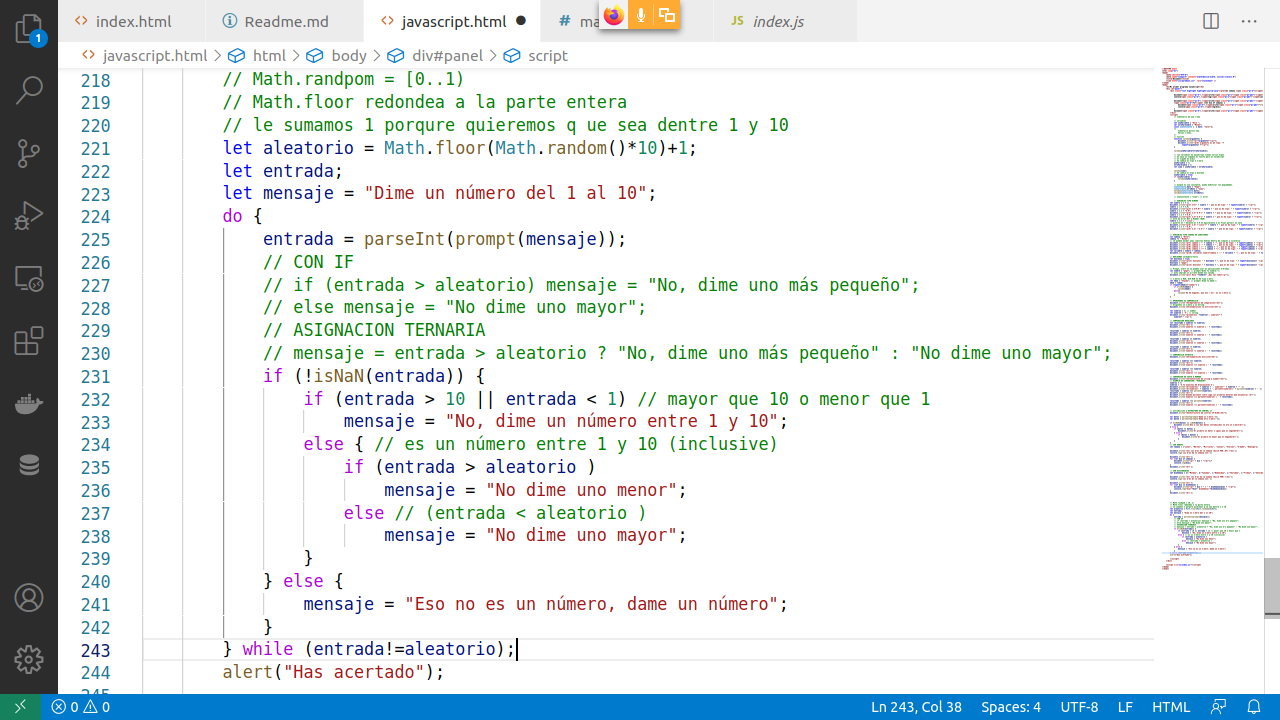 index.html
Readme.md
javascript.html
#
ma
JS index.js
1
javascript.html > html > body > div#panel > script
218 // Math.randpom = [0..1)
219 // Math.floor redondea a la parte entera
220 // le sumamos 1 porqure quieremos q ue sea dentre 1 y 10
221 let aleatorio = Math.floor(Math.random()*10)+1;
222 let entrada;
223 let mensaje = "Dime un número del 1 al 10";
224 do {
225 entrada = parseInt(prompt(mensaje));
226 // CON IF
227 // if (entrada > aleatorio) mensaje = "No, dime uno más pequeño";
228 // else mensaje = "No dime uno mayor";
229 // ASIGNACION TERNARIA
230 // mensaje = entrada > aleatorio ? "No, dime uno más pequeño" : "No dime uno mayor";
231 if (!isNaN(entrada)) {
232 if (entrada > 10 || entrada < 1) // mayor que 10 o menor que 1
233 mensaje = "No, dime un número entre 1 y 10";
234 else { // es un número entre 1 y 10 (inclusive)
235 if (entrada > aleatorio )
236 mensaje = "No dime uno menor";
237 else // (entrada < aleatorio )
238 mensaje = "No dime uno mayor";
239 }
240 } else {
241 mensaje = "Eso no es un número, dame un número";
242 }
243 } while (entrada!=aleatorio);
244 alert("Has acertado");
245
0 0
Ln 243, Col 38
Spaces: 4
UTF-8
LF
HTML